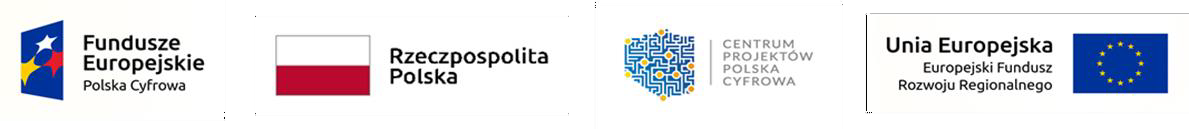 Fundusze
Europejskie
Polska Cyfrowa
Rzeczpospolita
Polska
CENTRUM
PROJEKTÓW
POLSKA
CYFROWA
Unia Europejska
Europejski Fundusz
Rozwoju Regionalnego